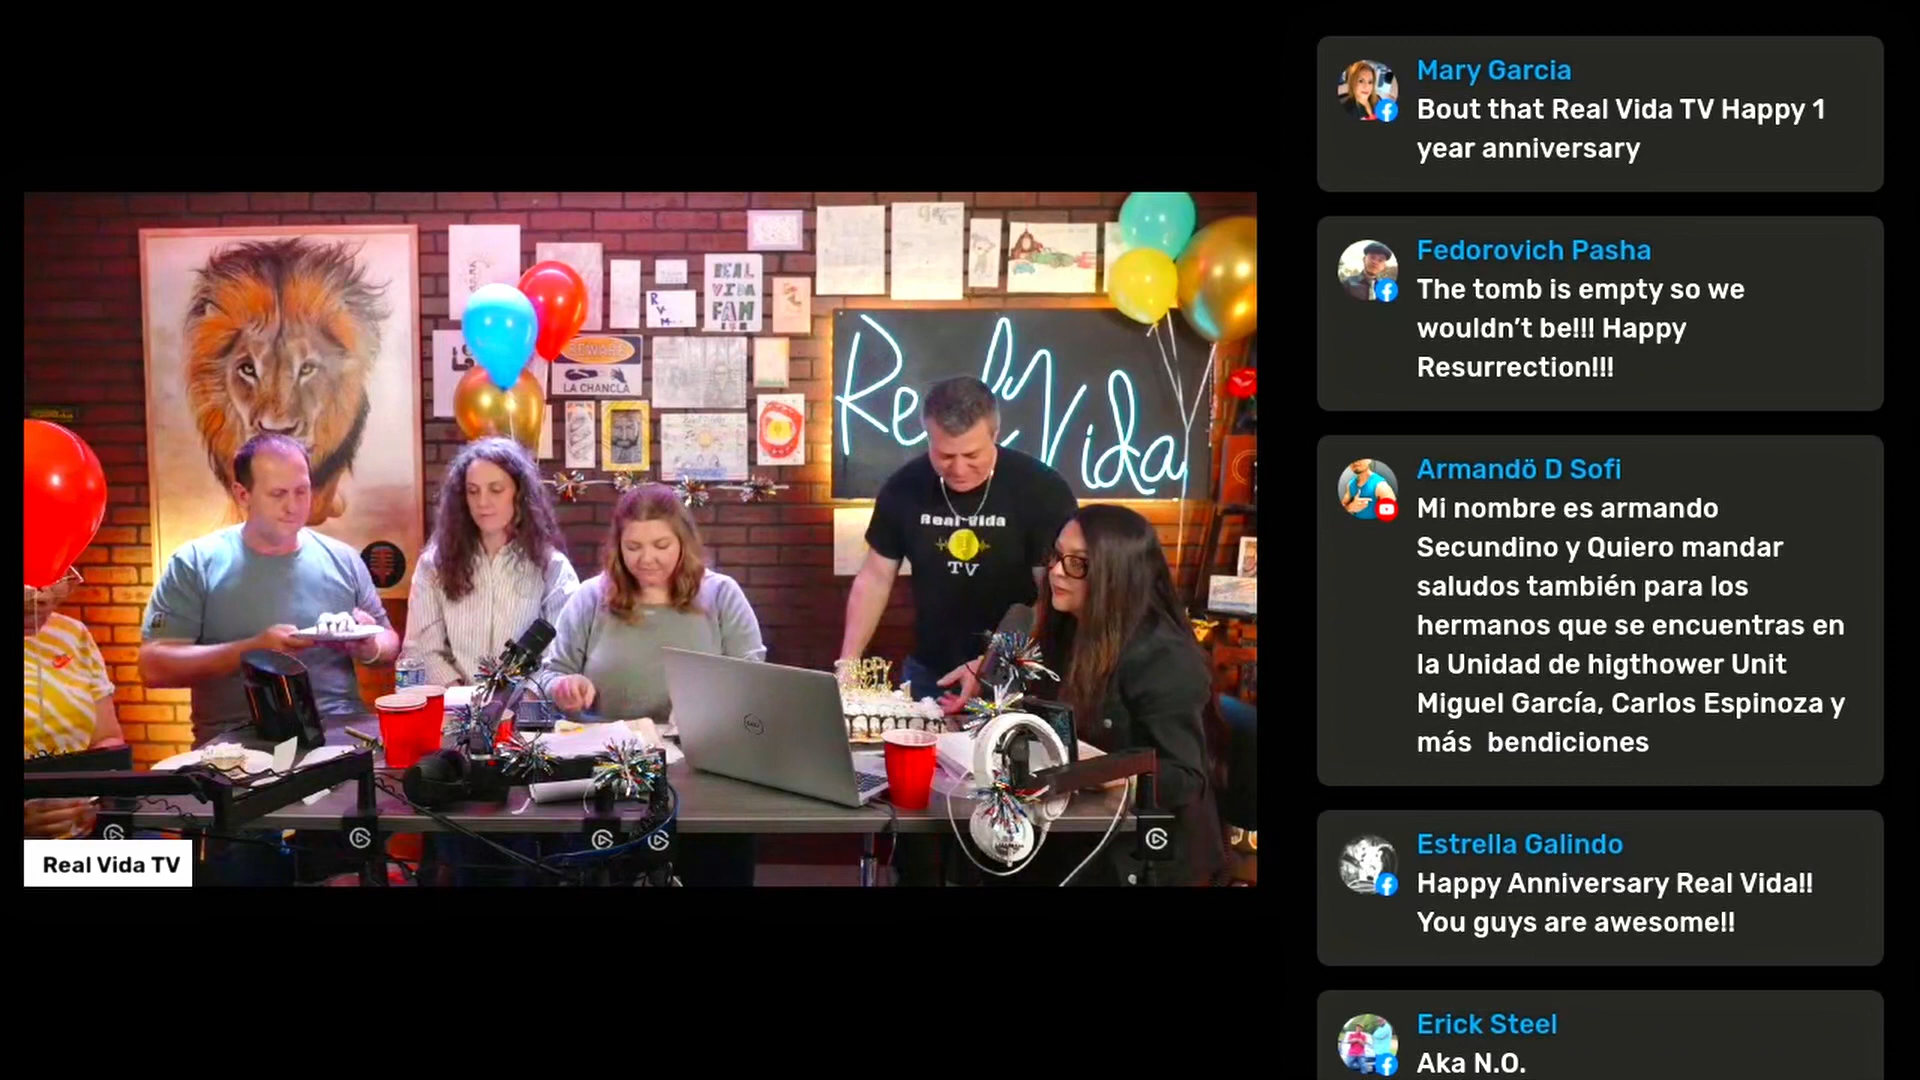 REAL
VIDA
FAM
BEWARE
LA CHANCLA
Real Vida
Real Vida
TV
Happy
DELL
Real Vida TV
Mary Garcia
Bout that Real Vida TV Happy 1
year anniversary
Fedorovich Pasha
The tomb is empty so we
wouldn’t be!!! Happy
Resurrection!!!
Armandö D Sofi
Mi nombre es armando
Secundino y Quiero mandar
saludos también para los
hermanos que se encuentras en
la Unidad de higthower Unit
Miguel García, Carlos Espinoza y
más  bendiciones
Estrella Galindo
Happy Anniversary Real Vida!!
You guys are awesome!!
Erick Steel
Aka N.O.